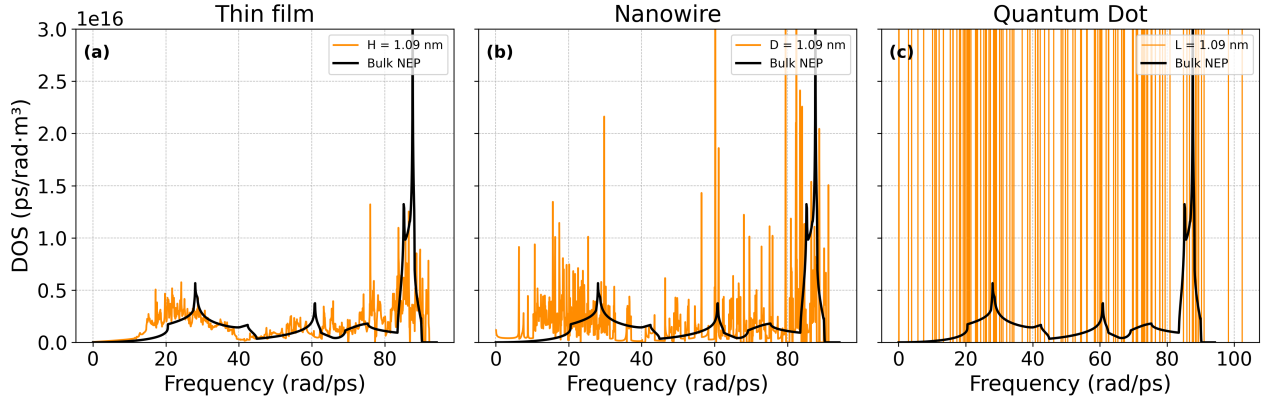 Thin film
Nanowire
Quantum Dot
1e16
(a)
H = 1.09 nm
Bulk NEP
(b)
D = 1.09 nm
Bulk NEP
(c)
L = 1.09 nm
Bulk NEP
DOS (ps/rad·m³)
3.0
2.5
2.0
1.5
1.0
0.5
0.0
0 20 40 60 80
0 20 40 60 80
0 20 40 60 80 100
Frequency (rad/ps)
Frequency (rad/ps)
Frequency (rad/ps)